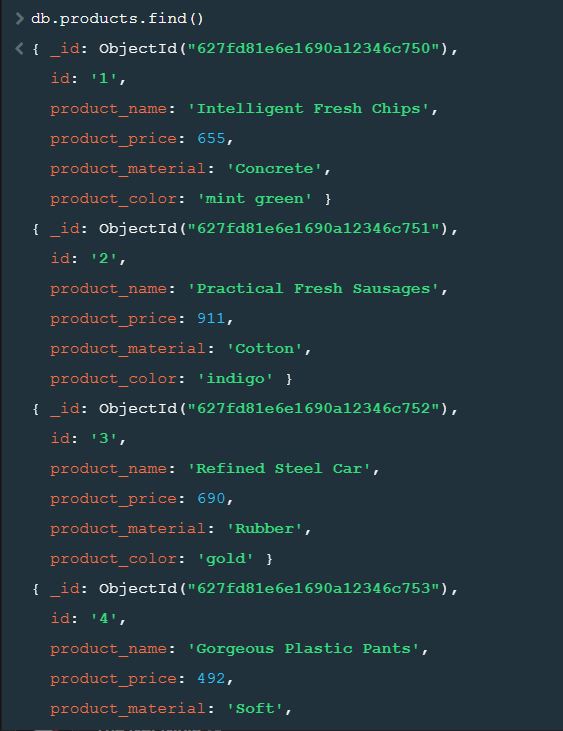 > db.products.find()
< { _id: ObjectId("627fd81e6e1690a12346c750"),
id: '1',
product_name: 'Intelligent Fresh Chips',
product_price: 655,
product_material: 'Concrete',
product_color: 'mint green' }
{ _id: ObjectId("627fd81e6e1690a12346c751"),
id: '2',
product_name: 'Practical Fresh Sausages',
product_price: 911,
product_material: 'Cotton',
product_color: 'indigo' }
{ _id: ObjectId("627fd81e6e1690a12346c752"),
id: '3',
product_name: 'Refined Steel Car',
product_price: 690,
product_material: 'Rubber',
product_color: 'gold' }
{ _id: ObjectId("627fd81e6e1690a12346c753"),
id: '4',
product_name: 'Gorgeous Plastic Pants',
product_price: 492,
product_material: 'Soft',